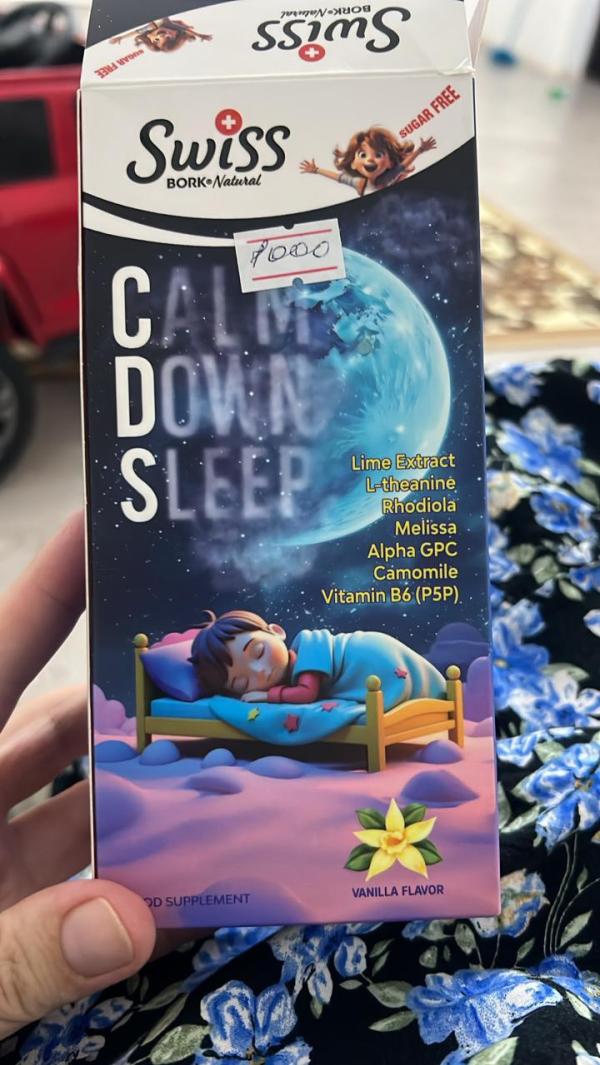 Swiss
BORK®Natural
SUGAR FREE
Swiss
BORK®Natural
SUGAR FREE
7000
CALM
DOWN
SLEEP
Lime Extract
L-theanine
Rhodiola
Melissa
Alpha GPC
Camomile
Vitamin B6 (P5P)
OD SUPPLEMENT
VANILLA FLAVOR